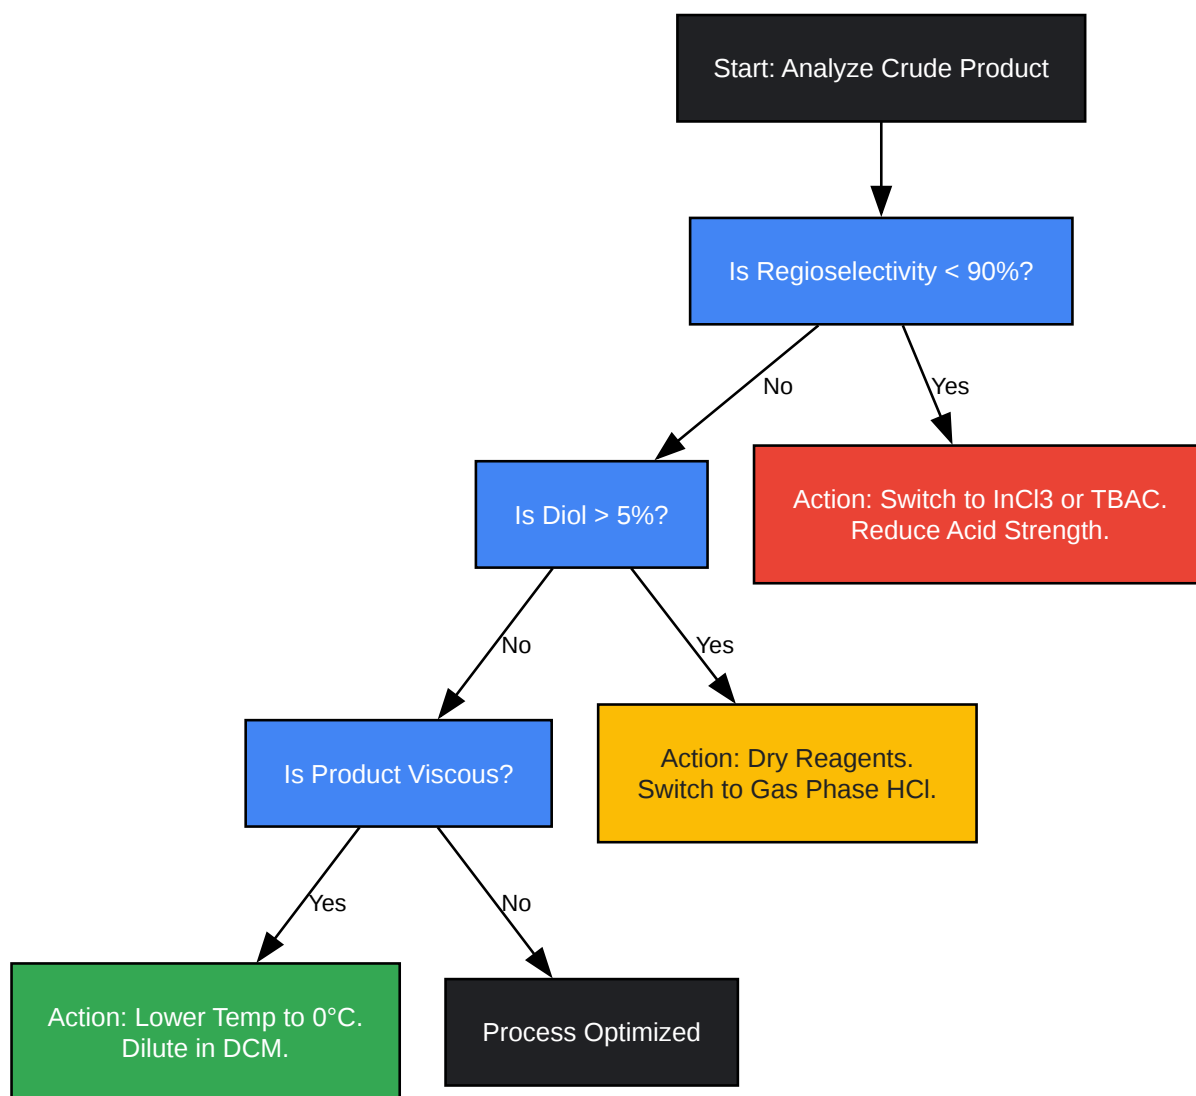 Start: Analyze Crude Product
Is Regioselectivity < 90%?
No
Yes
Action: Switch to InCl3 or TBAC.
Reduce Acid Strength.
Is Diol > 5%?
No
Yes
Action: Dry Reagents.
Switch to Gas Phase HCl.
Is Product Viscous?
Yes
No
Action: Lower Temp to 0°C.
Dilute in DCM.
Process Optimized